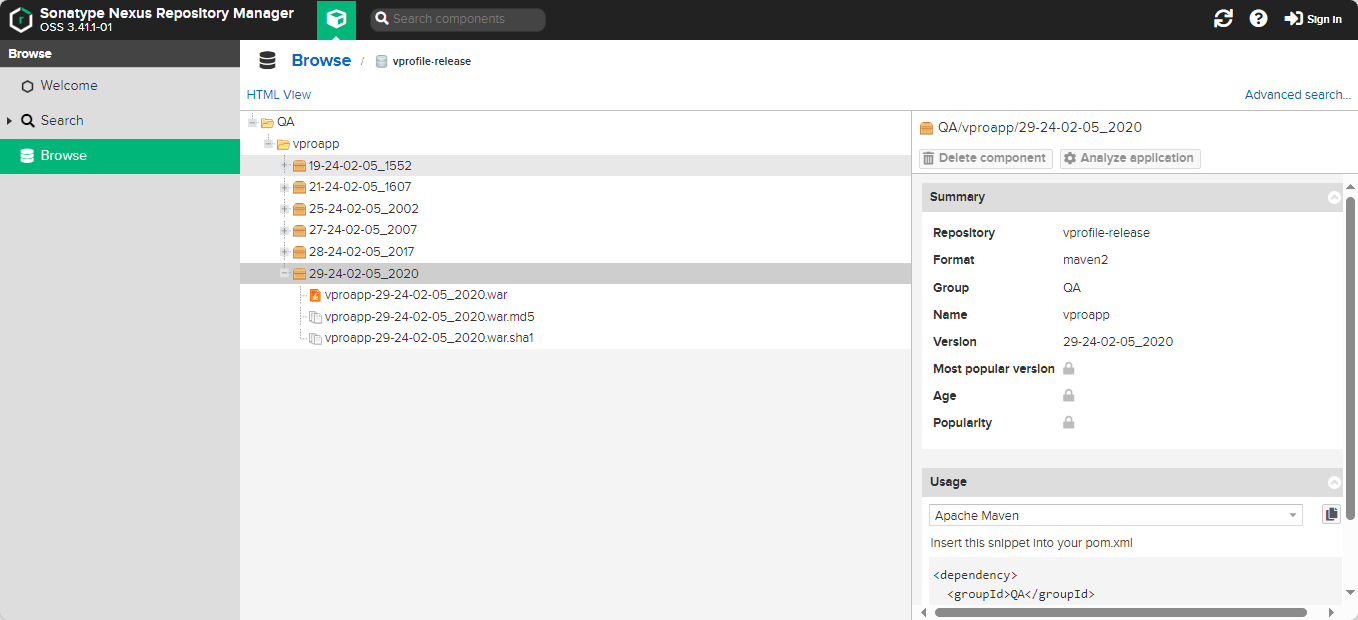 Sonatype Nexus Repository Manager
OSS 3.41.1-01
Search components
Sign in
Browse
Welcome
Search
Browse
Browse / vprofile-release
HTML View
Advanced search...
QA
vproapp
19-24-02-05_1552
21-24-02-05_1607
25-24-02-05_2002
27-24-02-05_2007
28-24-02-05_2017
29-24-02-05_2020
vproapp-29-24-02-05_2020.war
vproapp-29-24-02-05_2020.war.md5
vproapp-29-24-02-05_2020.war.sha1
QA/vproapp/29-24-02-05_2020
Delete component
Analyze application
Summary
Repository vprofile-release
Format maven2
Group QA
Name vproapp
Version 29-24-02-05_2020
Most popular version
Age
Popularity
Usage
Apache Maven
Insert this snippet into your pom.xml
<dependency>
<groupId>QA</groupId>